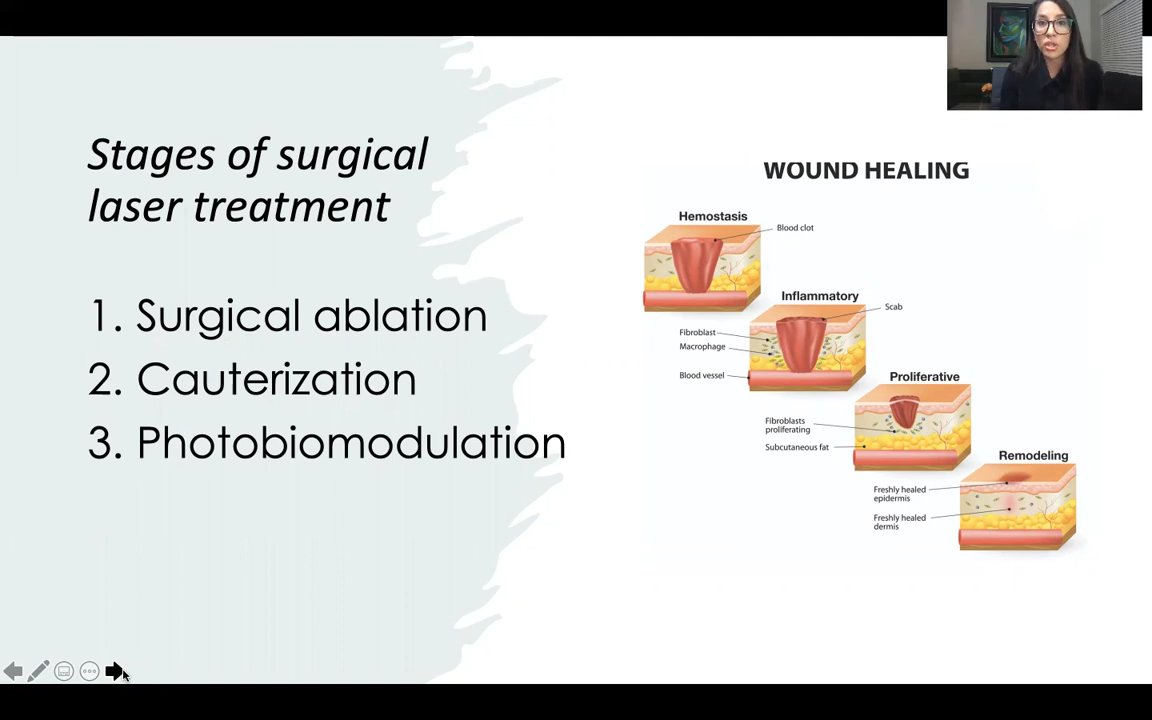 Stages of surgical
laser treatment
1. Surgical ablation
2. Cauterization
3. Photobiomodulation
WOUND HEALING
Hemostasis
Blood clot
Inflammatory
Scab
Fibroblast
Macrophage
Blood vessel
Proliferative
Fibroblasts
proliferating
Subcutaneous fat
Remodeling
Freshly healed
epidermis
Freshly healed
dermis